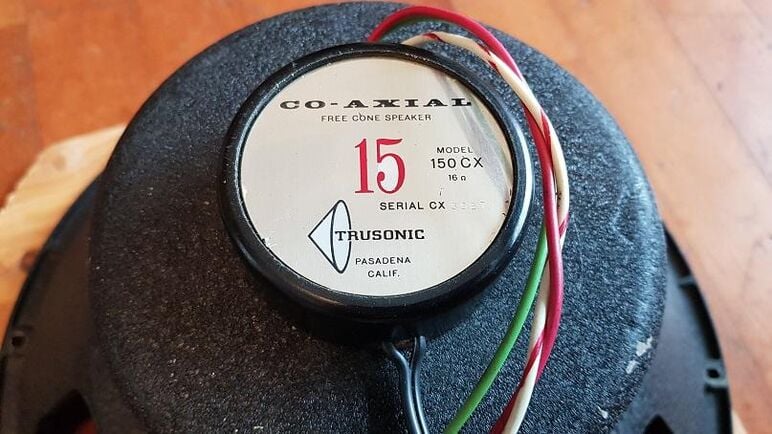 CO-AXIAL
FREE CONE SPEAKER
15
MODEL
150 CX
16 Ω
SERIAL CX
TRUSONIC
PASADENA
CALIF.